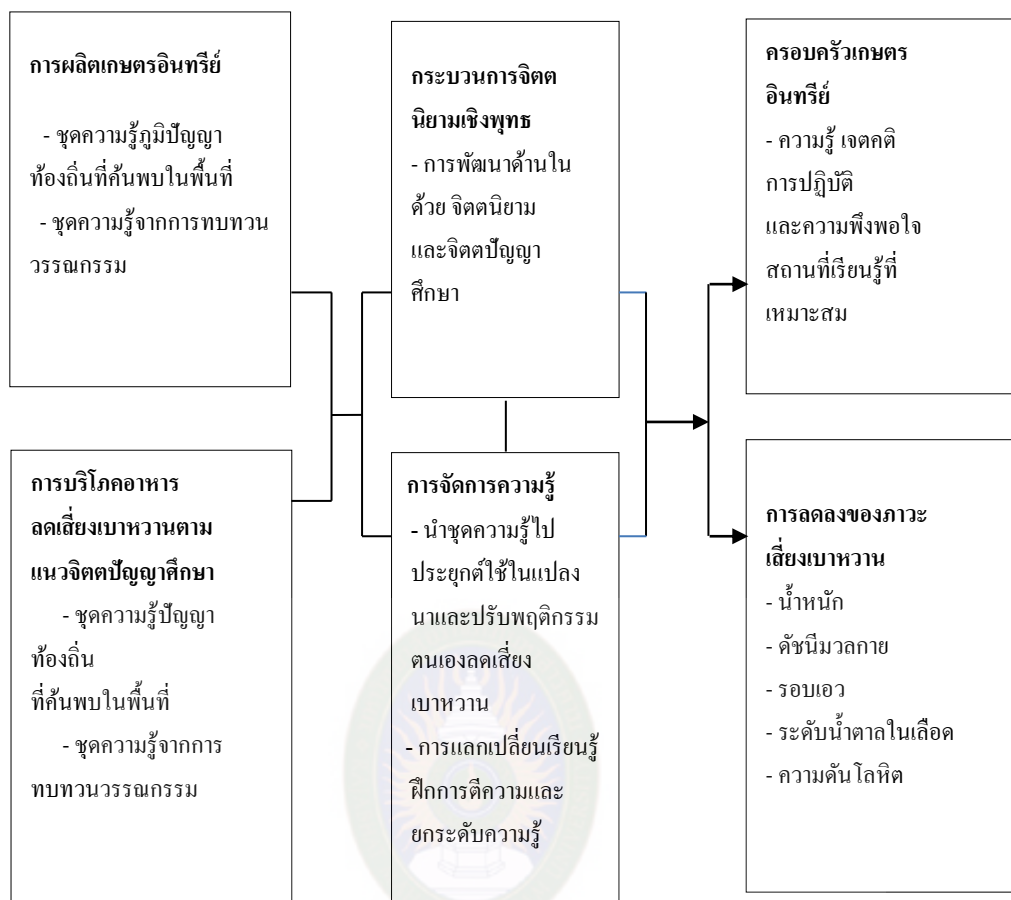 การผลิตเกษตรอินทรีย์
- ชุดความรู้ภูมิปัญญา
ท้องถิ่นที่ค้นพบในพื้นที่
- ชุดความรู้จากการทบทวน
วรรณกรรม
การบริโภคอาหาร
ลดเสี่ยงเบาหวานตาม
แนวจิตตปัญญาศึกษา
- ชุดความรู้ปัญญา
ท้องถิ่น
ที่ค้นพบในพื้นที่
- ชุดความรู้จากการ
ทบทวนวรรณกรรม
กระบวนการจิตต
นิยามเชิงพุทธ
- การพัฒนาด้านใน
ด้วย จิตตนิยาม
และจิตตปัญญา
ศึกษา
การจัดการความรู้
- นำชุดความรู้ไป
ประยุกต์ใช้ในแปลง
นาและปรับพฤติกรรม
ตนเองลดเสี่ยง
เบาหวาน
- การแลกเปลี่ยนเรียนรู้
ฝึกการตีความและ
ยกระดับความรู้
ครอบครัวเกษตร
อินทรีย์
- ความรู้ เจตคติ
การปฏิบัติ
และความพึงพอใจ
สถานที่เรียนรู้ที่
เหมาะสม
การลดลงของภาวะ
เสี่ยงเบาหวาน
- น้ำหนัก
- ดัชนีมวลกาย
- รอบเอว
- ระดับน้ำตาลในเลือด
- ความดันโลหิต